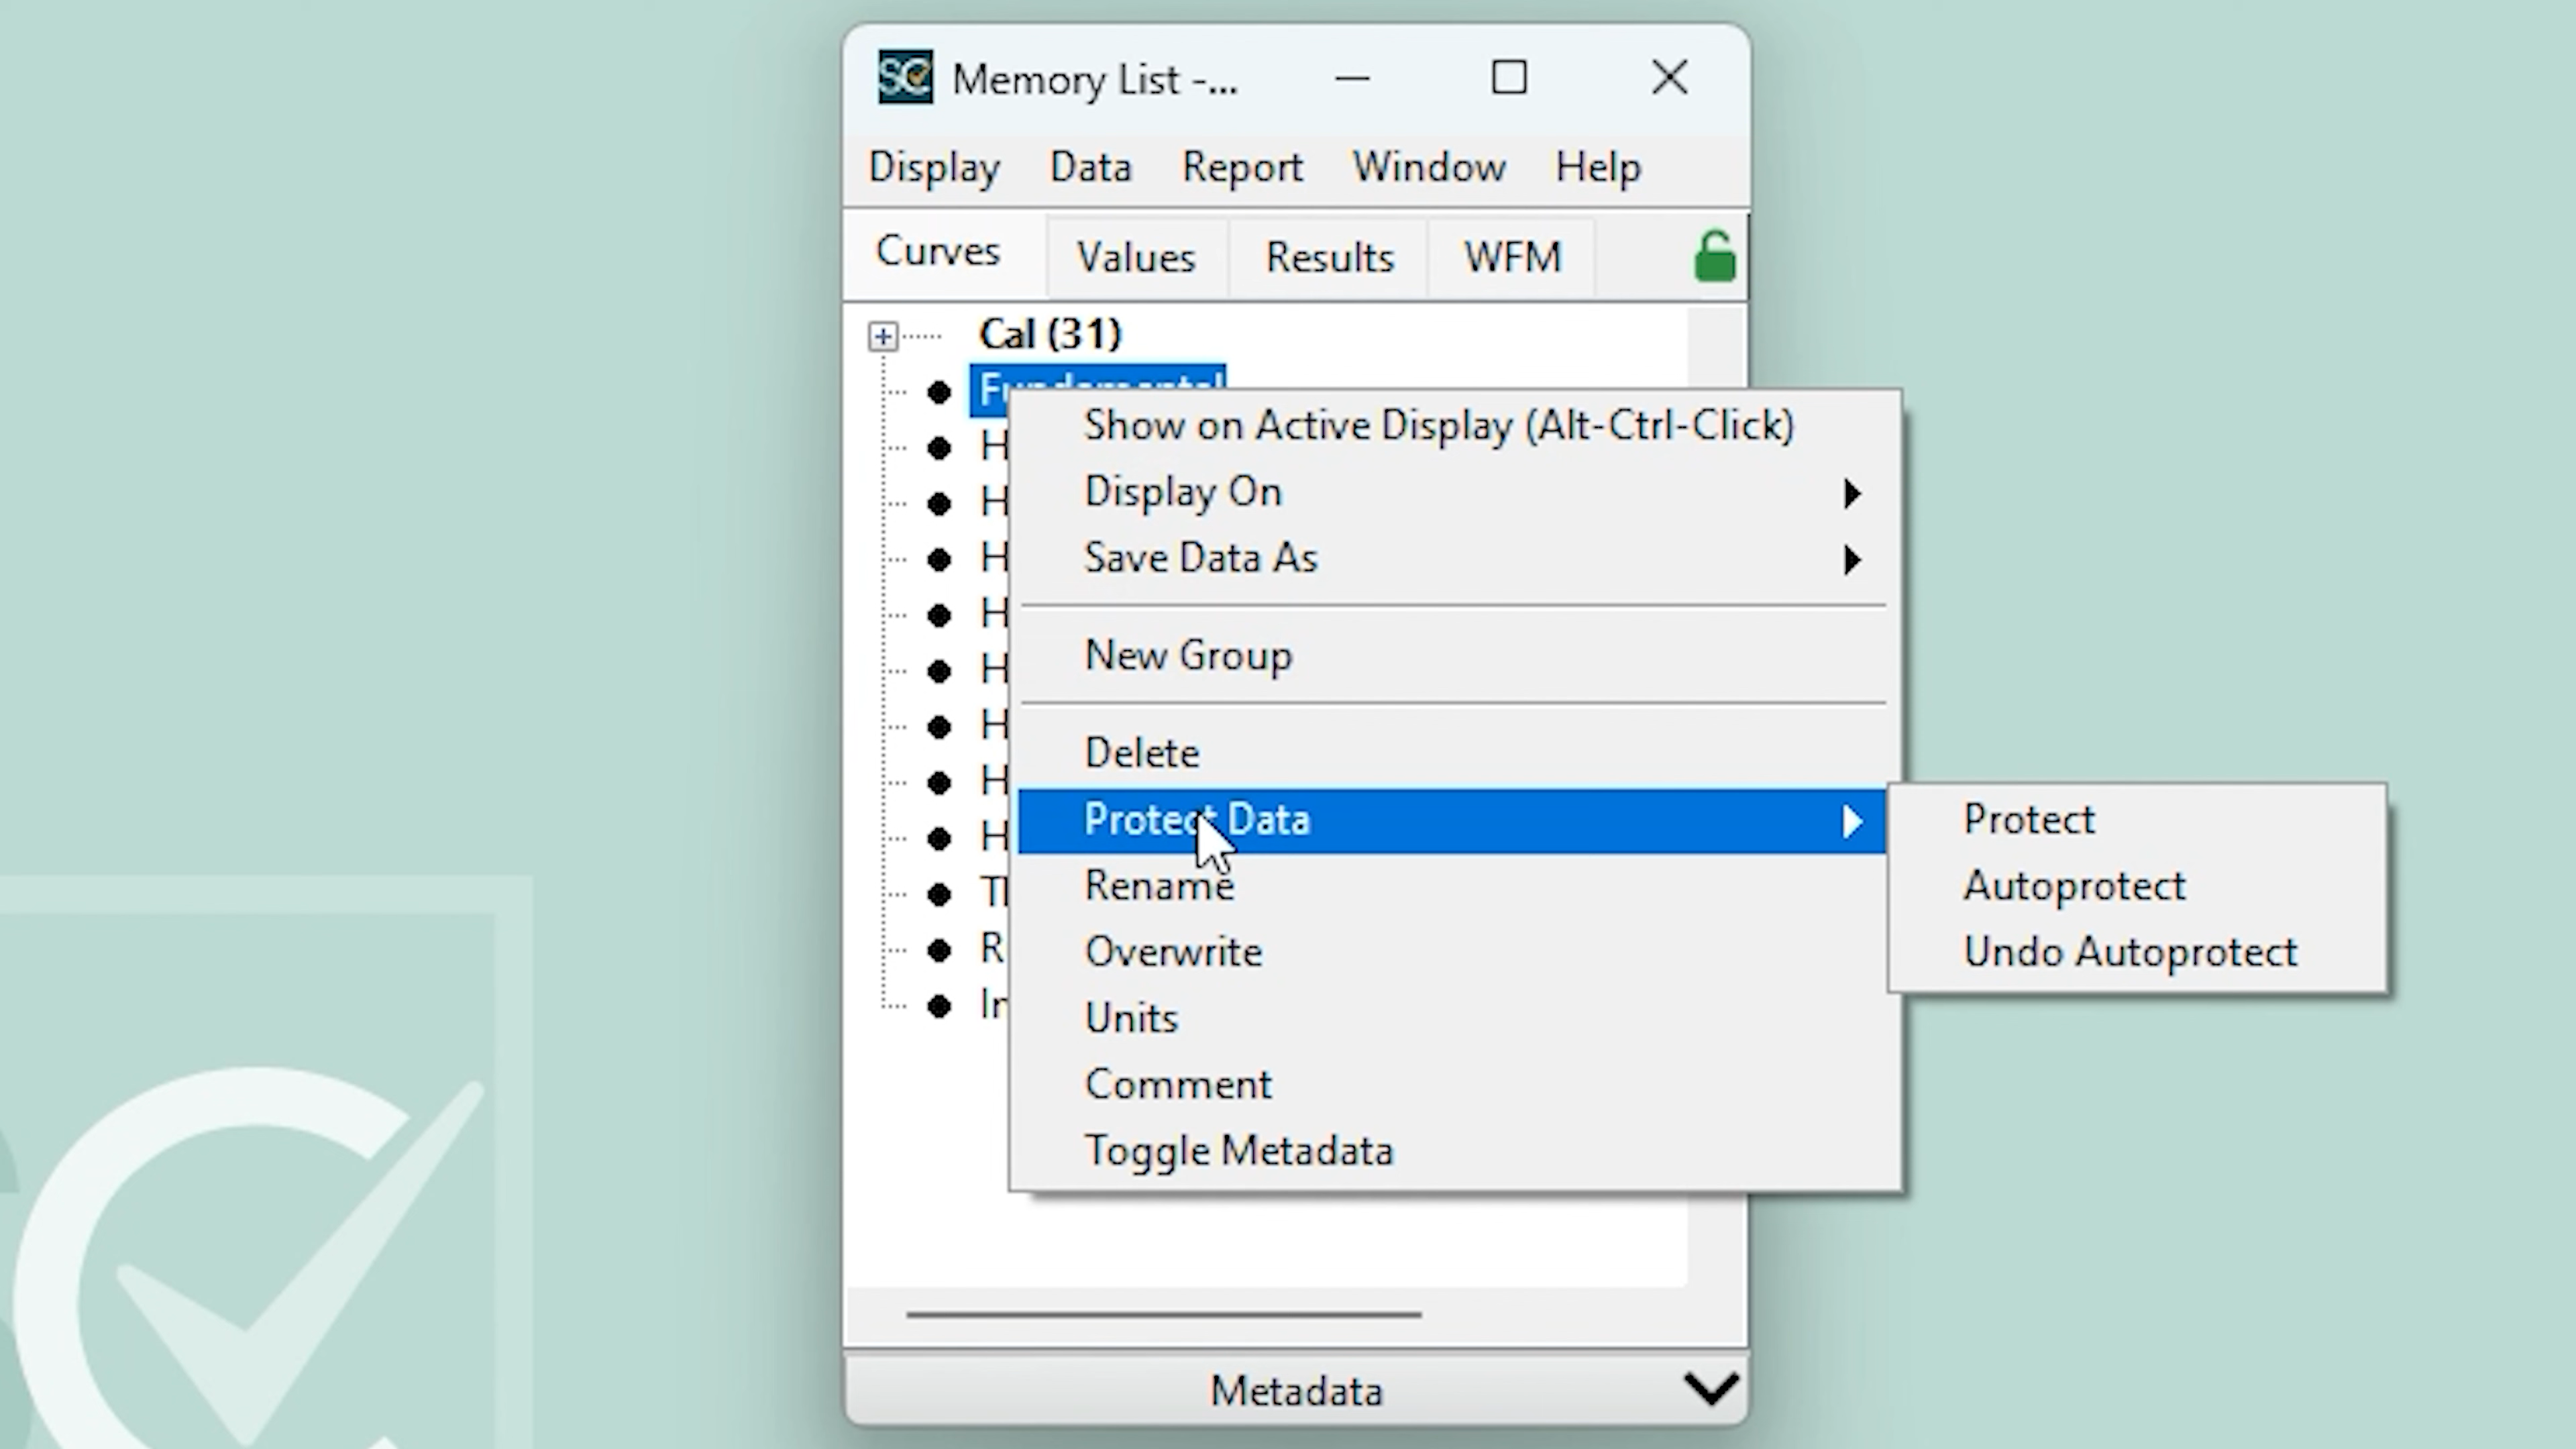 SC Memory List -...
Display Data Report Window Help
Curves Values Results WFM
Cal (31)
Fundamental
H
H
H
H
H
H
H
H
R
Show on Active Display (Alt-Ctrl-Click)
Display On
Save Data As
New Group
Delete
Protect Data
Rename
Overwrite
Units
Comment
Toggle Metadata
Protect
Autoprotect
Undo Autoprotect
Metadata